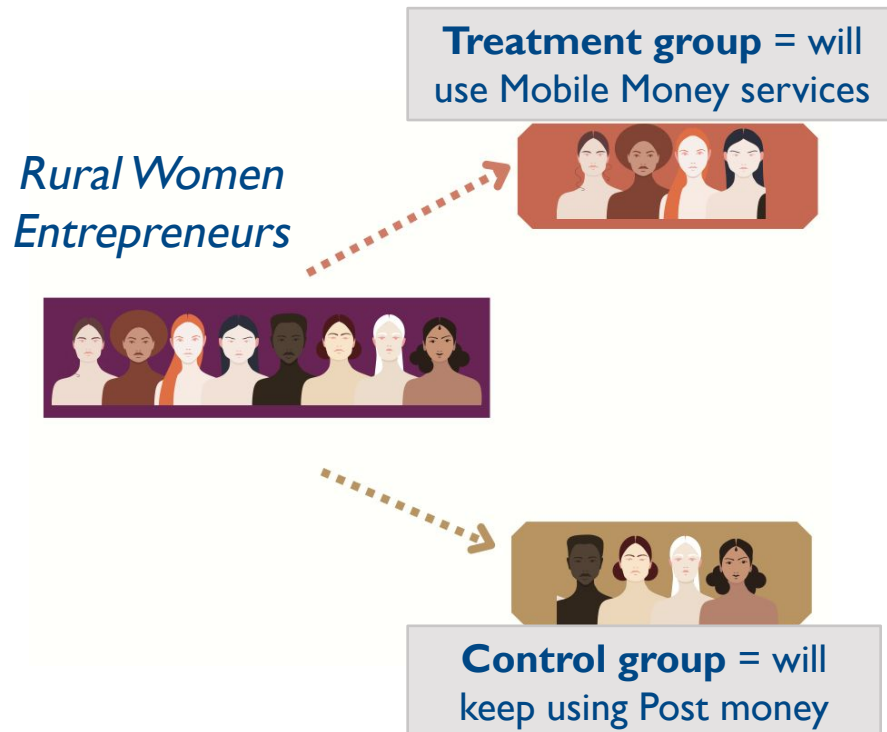 Treatment group = will
use Mobile Money services
Rural Women
Entrepreneurs
Control group = will
keep using Post money